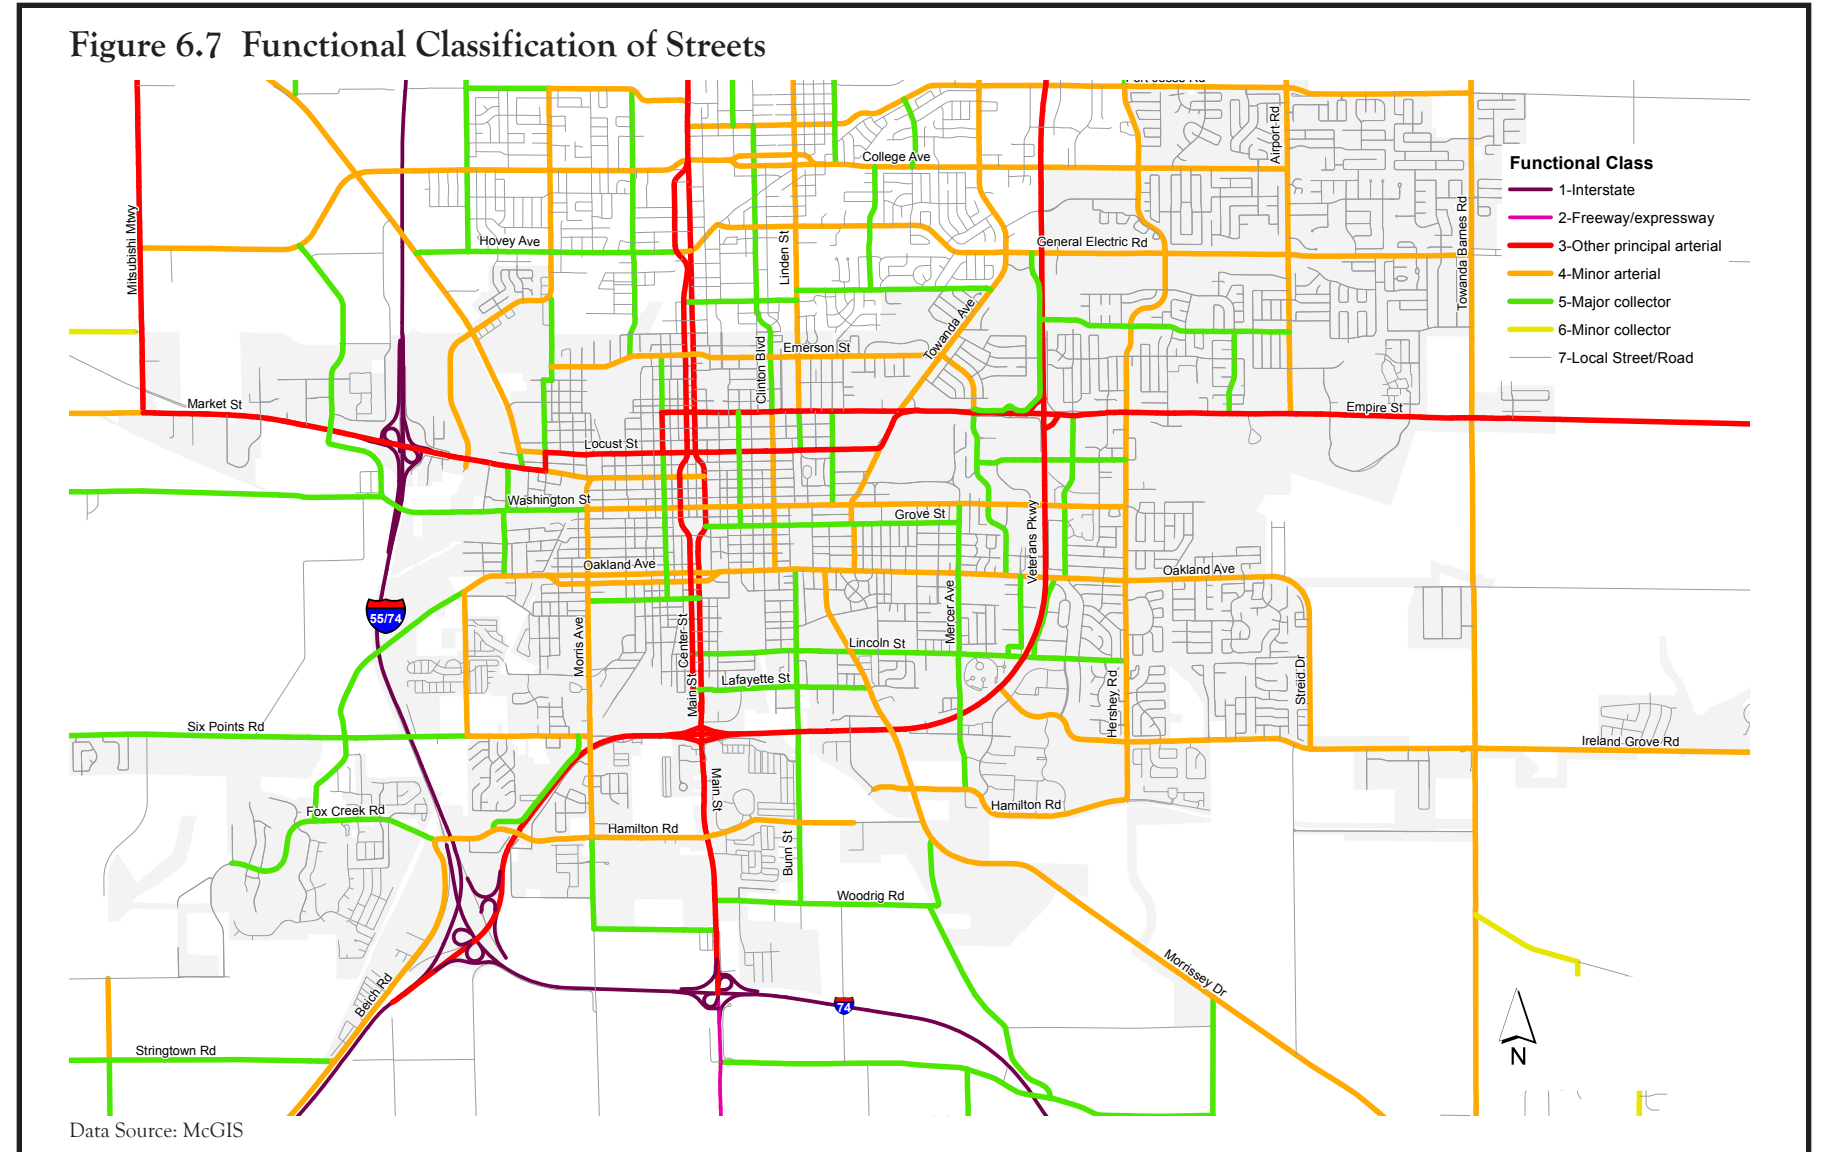 Figure 6.7  Functional Classification of Streets
Fort Jesse Rd
Airport Rd
College Ave
Functional Class
1-Interstate
2-Freeway/expressway
3-Other principal arterial
4-Minor arterial
5-Major collector
6-Minor collector
7-Local Street/Road
Mitsubishi Mtwy
Hovey Ave
Linden St
General Electric Rd
Towanda Barnes Rd
Towanda Ave
Clinton Blvd
Emerson St
Market St
Empire St
Locust St
Washington St
Grove St
Veterans Pkwy
Oakland Ave
Oakland Ave
55/74
Morris Ave
Center St
Mercer Ave
Lincoln St
Lafayette St
Main St
Hershey Rd
Streid Dr
Six Points Rd
Ireland Grove Rd
Main St
Fox Creek Rd
Hamilton Rd
Hamilton Rd
Bunn St
Woodrig Rd
Beich Rd
Morrissey Dr
74
Stringtown Rd
N
Data Source: McGIS